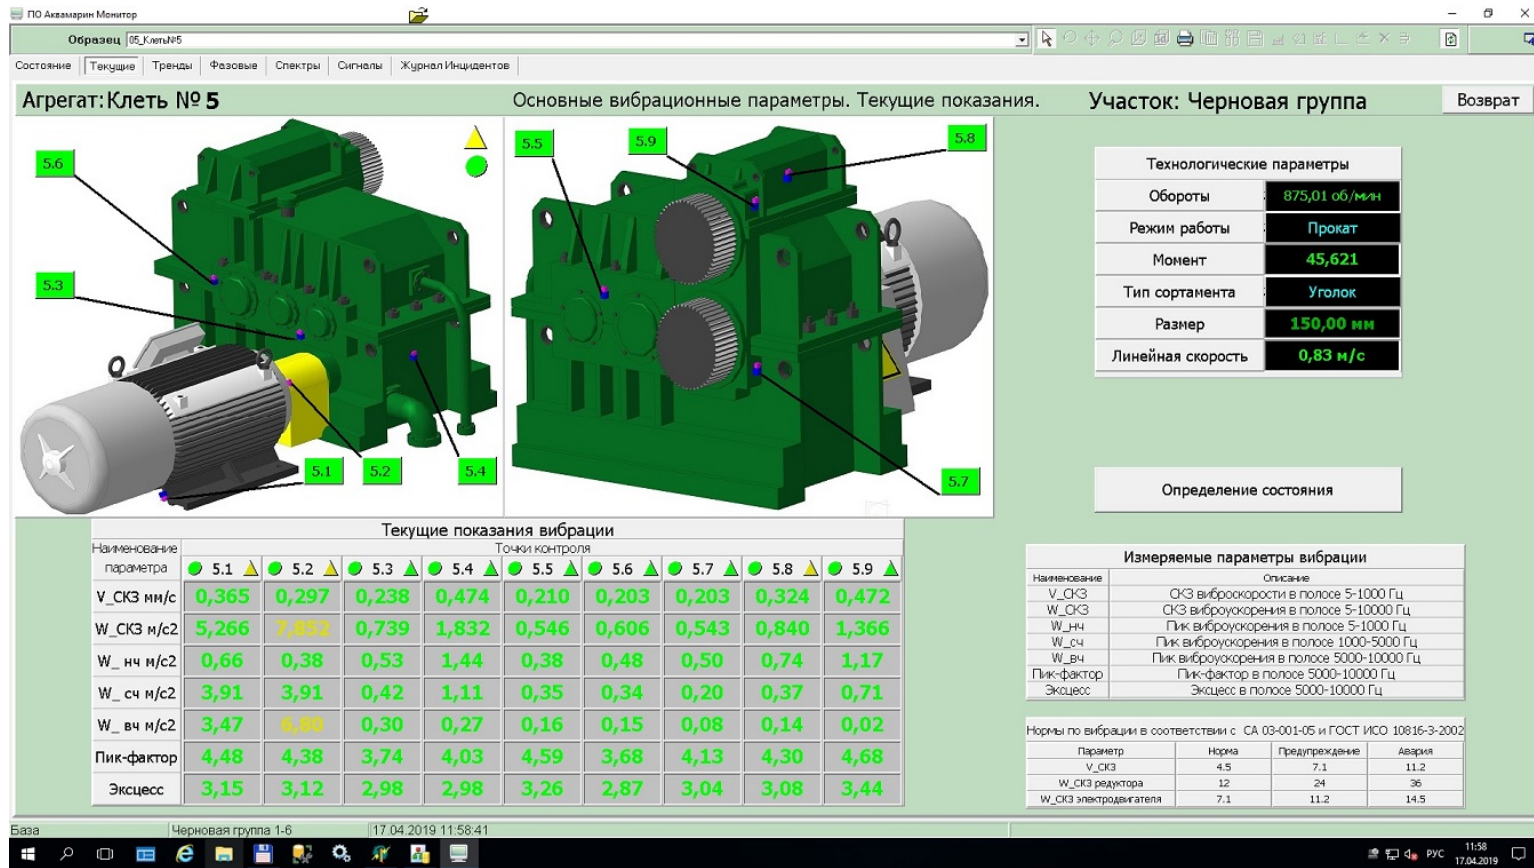 ПО Аквамарин Монитор
Образец 05_Клеть№5
Состояние Текущие Тренды Фазовые Спектры Сигналы Журнал Инцидентов
Агрегат: Клеть № 5 Основные вибрационные параметры. Текущие показания. Участок: Черновая группа Возврат
5.6
5.3
5.1
5.2
5.4
5.5
5.9
5.8
5.7
Технологические параметры
Обороты 875,01 об/мин
Режим работы Прокат
Момент 45,621
Тип сортамента Уголок
Размер 150,00 мм
Линейная скорость 0,83 м/с
Определение состояния
Текущие показания вибрации
Наименование параметра Точки контроля
5.1 5.2 5.3 5.4 5.5 5.6 5.7 5.8 5.9
V_СКЗ мм/с 0,365 0,297 0,238 0,474 0,210 0,203 0,203 0,324 0,472
W_СКЗ м/с2 5,266 7,852 0,739 1,832 0,546 0,606 0,543 0,840 1,366
W_ нч м/с2 0,66 0,38 0,53 1,44 0,38 0,48 0,50 0,74 1,17
W_ сч м/с2 3,91 3,91 0,42 1,11 0,35 0,34 0,20 0,37 0,71
W_ вч м/с2 3,47 6,80 0,30 0,27 0,16 0,15 0,08 0,14 0,02
Пик-фактор 4,48 4,38 3,74 4,03 4,59 3,68 4,13 4,30 4,68
Эксцесс 3,15 3,12 2,98 2,98 3,26 2,87 3,04 3,08 3,44
Измеряемые параметры вибрации
Наименование Описание
V_СКЗ СКЗ виброскорости в полосе 5-1000 Гц
W_СКЗ СКЗ виброускорения в полосе 5-10000 Гц
W_нч Пик виброускорения в полосе 5-1000 Гц
W_сч Пик виброускорения в полосе 1000-5000 Гц
W_вч Пик виброускорения в полосе 5000-10000 Гц
Пик-фактор Пик-фактор в полосе 5000-10000 Гц
Эксцесс Эксцесс в полосе 5000-10000 Гц
Нормы по вибрации в соответствии с СА 03-001-05 и ГОСТ ИСО 10816-3-2002
Параметр Норма Предупреждение Авария
V_СКЗ 4.5 7.1 11.2
W_СКЗ редуктора 12 24 36
W_СКЗ электродвигателя 7.1 11.2 14.5
База Черновая группа 1-6 17.04.2019 11:58:41
РУС 11:58
17.04.2019